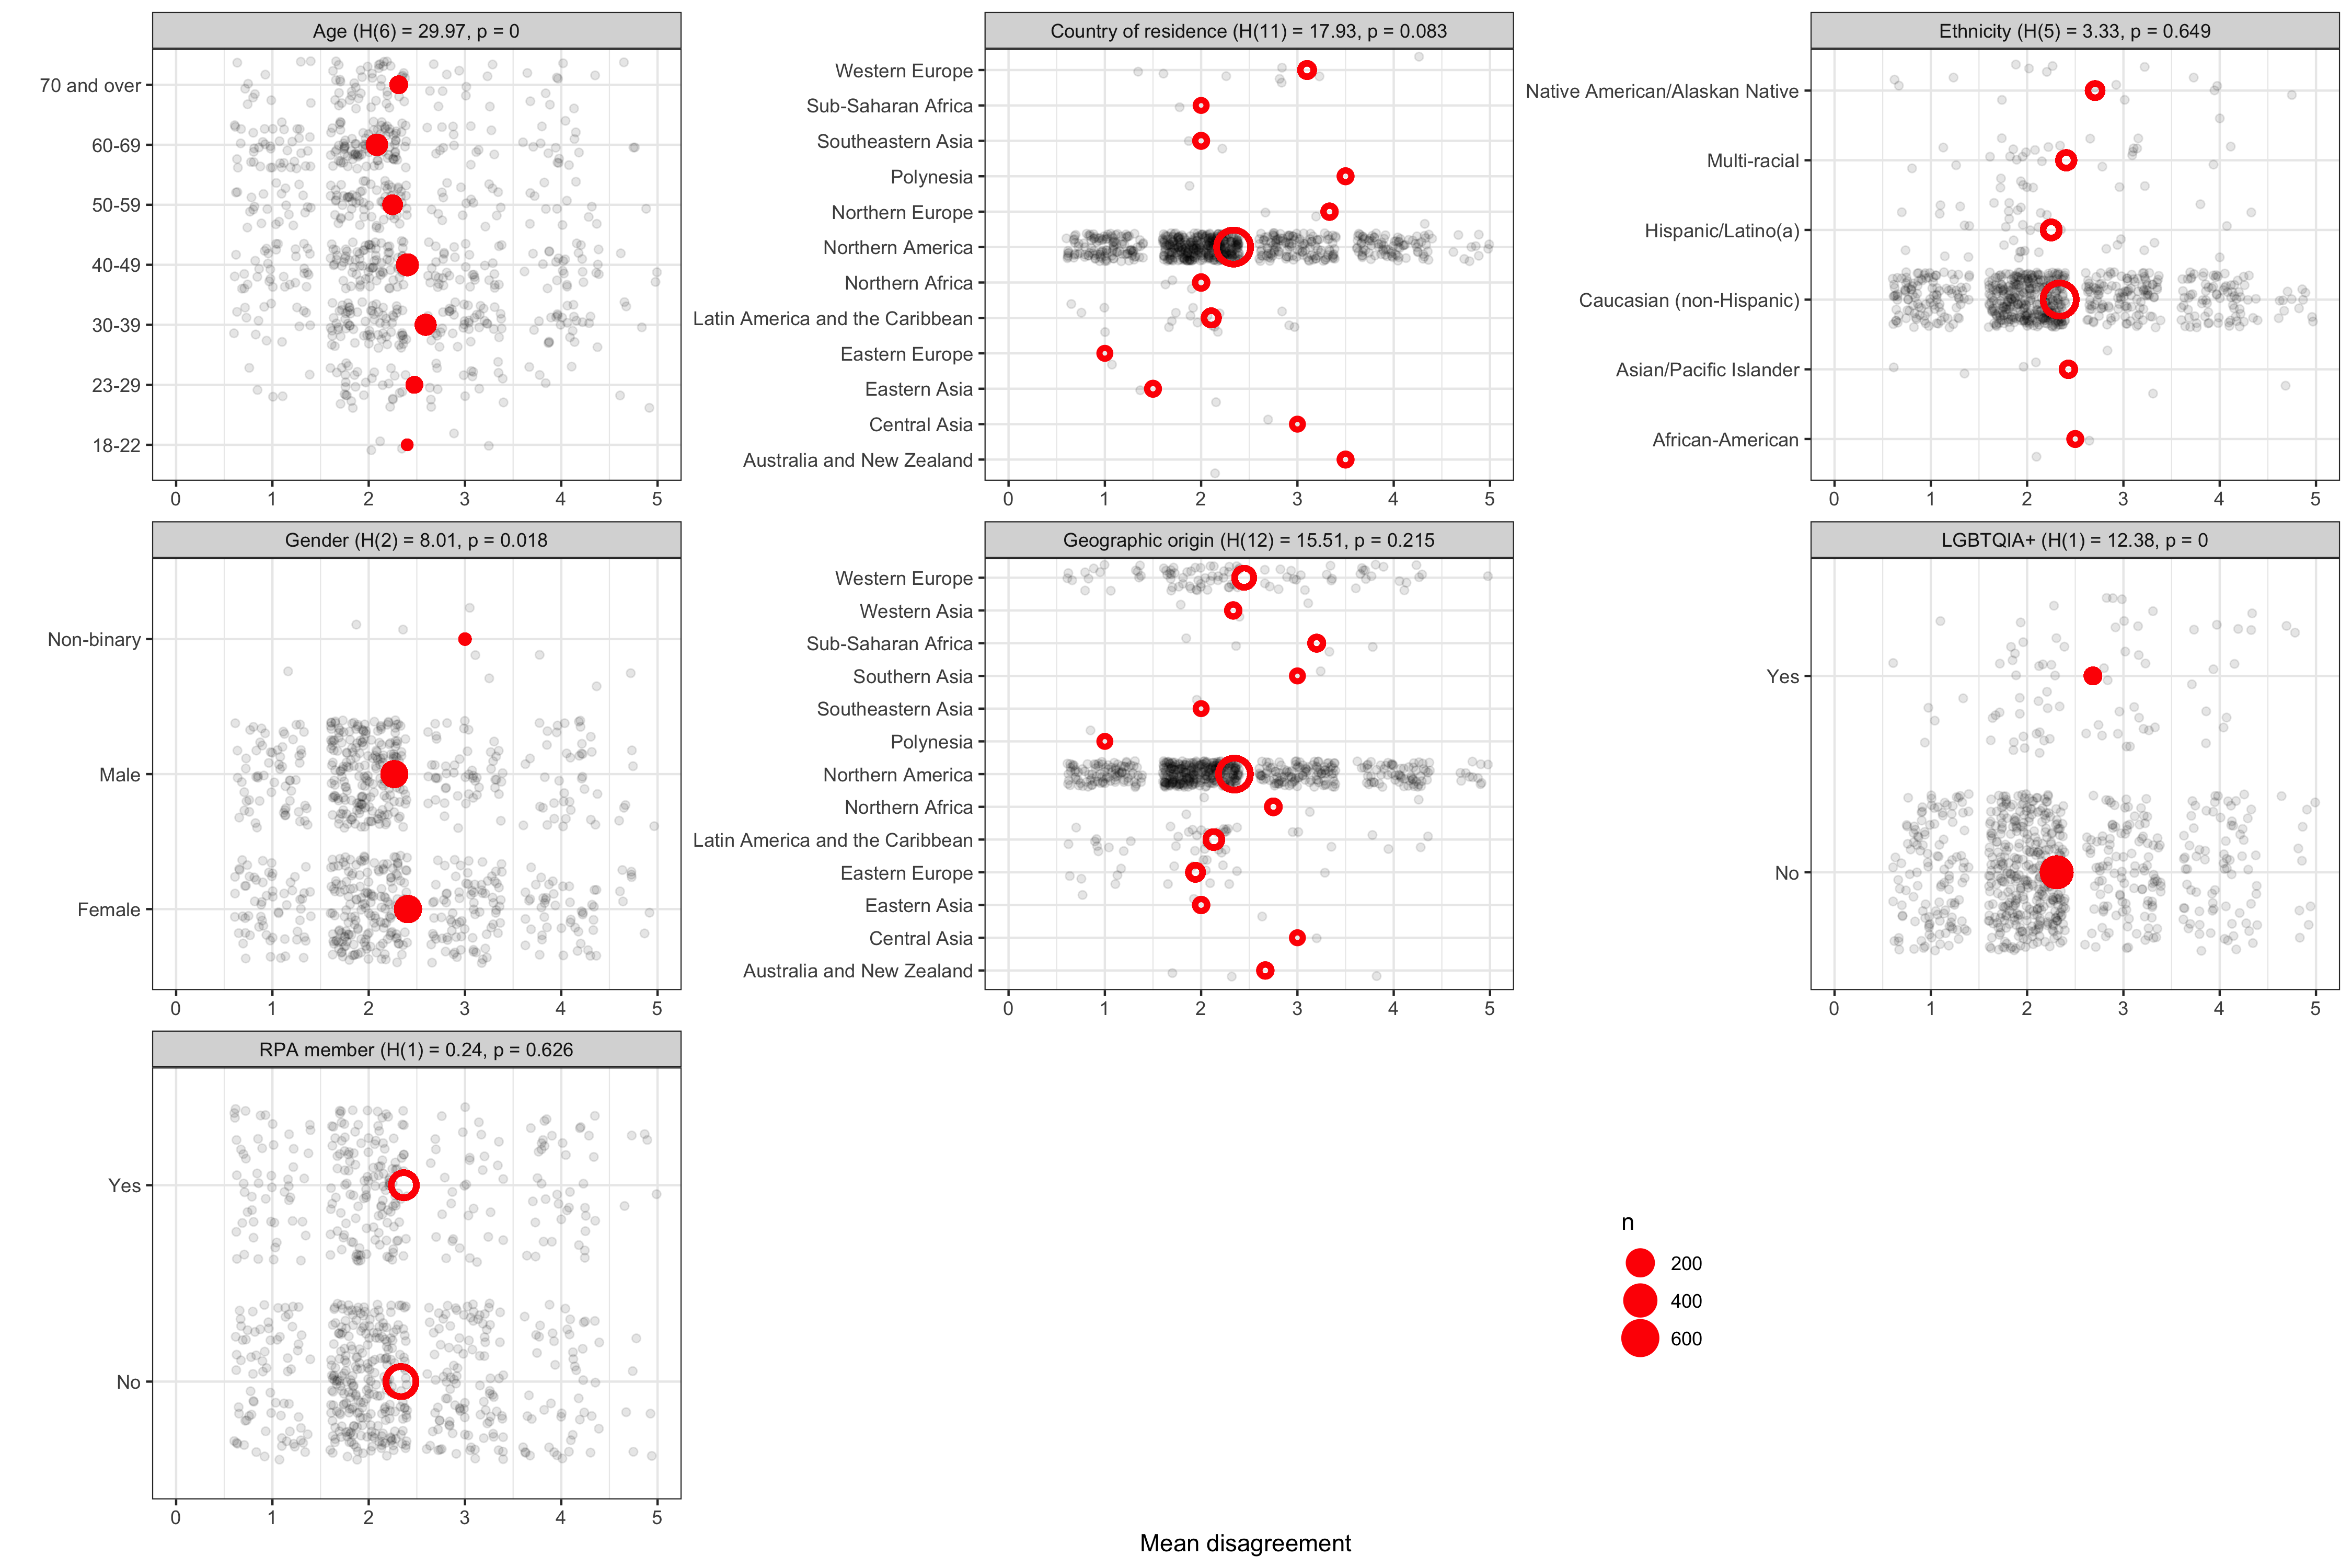 Age (H(6) = 29.97, p = 0
70 and over
60-69
50-59
40-49
30-39
23-29
18-22
0 1 2 3 4 5
Country of residence (H(11) = 17.93, p = 0.083
Western Europe
Sub-Saharan Africa
Southeastern Asia
Polynesia
Northern Europe
Northern America
Northern Africa
Latin America and the Caribbean
Eastern Europe
Eastern Asia
Central Asia
Australia and New Zealand
0 1 2 3 4 5
Ethnicity (H(5) = 3.33, p = 0.649
Native American/Alaskan Native
Multi-racial
Hispanic/Latino(a)
Caucasian (non-Hispanic)
Asian/Pacific Islander
African-American
0 1 2 3 4 5
Gender (H(2) = 8.01, p = 0.018
Non-binary
Male
Female
0 1 2 3 4 5
Geographic origin (H(12) = 15.51, p = 0.215
Western Europe
Western Asia
Sub-Saharan Africa
Southern Asia
Southeastern Asia
Polynesia
Northern America
Northern Africa
Latin America and the Caribbean
Eastern Europe
Eastern Asia
Central Asia
Australia and New Zealand
0 1 2 3 4 5
LGBTQIA+ (H(1) = 12.38, p = 0
Yes
No
0 1 2 3 4 5
RPA member (H(1) = 0.24, p = 0.626
Yes
No
0 1 2 3 4 5
n
200
400
600
Mean disagreement